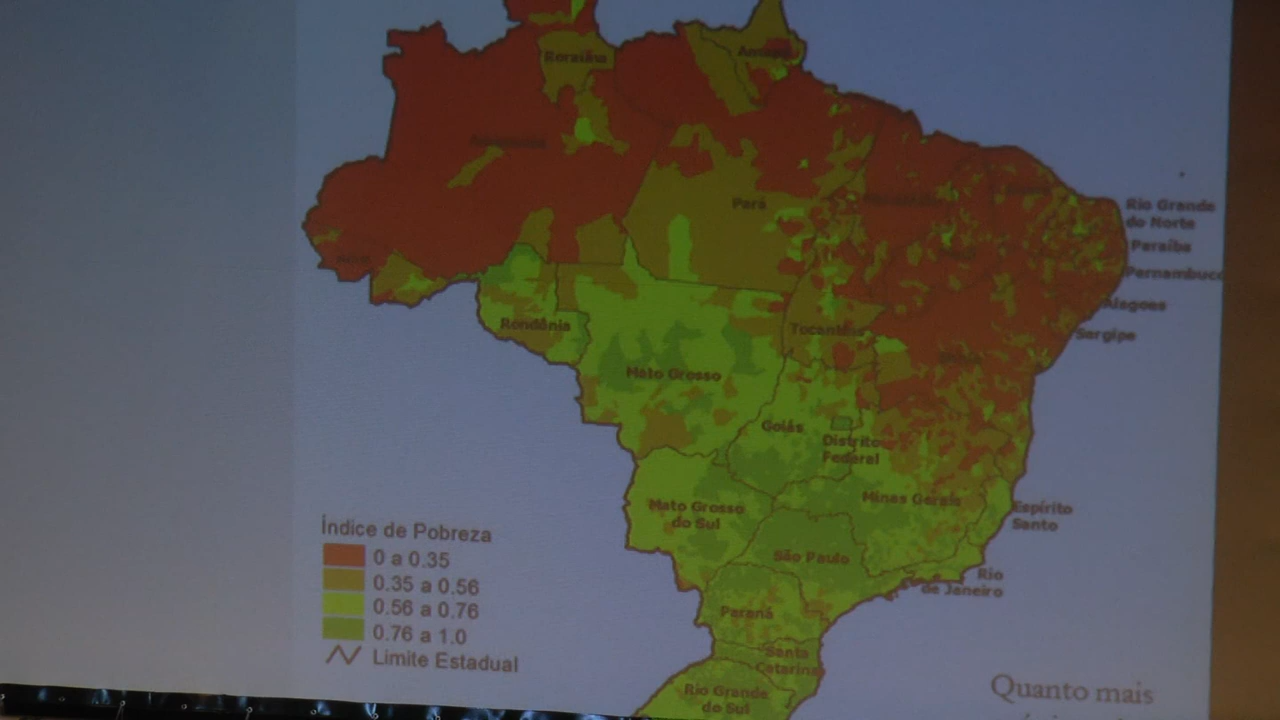 Roraima
Pará
Rio Grande
do Norte
Paraíba
Pernambuco
Alagoas
Sergipe
Rondônia
Tocantins
Mato Grosso
Goiás
Distrito
Federal
Mato Grosso
do Sul
Minas Gerais
Espírito
Santo
São Paulo
Rio
de Janeiro
Paraná
Santa
Catarina
Rio Grande
do Sul
Índice de Pobreza
0 a 0.35
0.35 a 0.56
0.56 a 0.76
0.76 a 1.0
Limite Estadual
Quanto mais